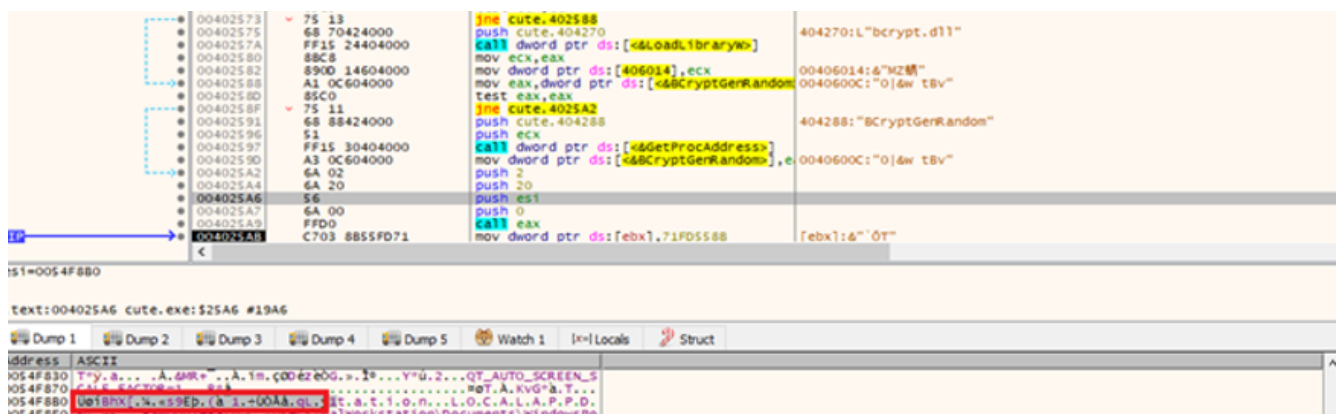 00402573 75 13 jne cute.402588
00402575 68 70424000 push cute.404270 404270:L"bcrypt.dll"
0040257A FF15 24404000 call dword ptr ds:[<&LoadLibraryW>]
00402580 8BC8 mov ecx,eax
00402582 890D 14604000 mov dword ptr ds:[406014],ecx 00406014:&"MZ
00402588 A1 0C604000 mov eax,dword ptr ds:[<&BCryptGenRandom 0040600C:"0|&w tBv"
0040258D 85C0 test eax,eax
0040258F 75 11 jne cute.4025A2
00402591 68 88424000 push cute.404288 404288:"BCryptGenRandom"
00402596 51 push ecx
00402597 FF15 30404000 call dword ptr ds:[<&GetProcAddress>]
0040259D A3 0C604000 mov dword ptr ds:[<&BCryptGenRandom>],e 0040600C:"0|&w tBv"
004025A2 6A 02 push 2
004025A4 6A 20 push 20
004025A6 56 push esi
004025A7 6A 00 push 0
004025A9 FFD0 call eax
004025AB C703 8B55FD71 mov dword ptr ds:[ebx],71FD558B [ebx]:&"`ÔT"
esi=0054F8B0
text:004025A6 cute.exe:$25A6 #19A6
Dump 1 Dump 2 Dump 3 Dump 4 Dump 5 Watch 1 [x=] Locals Struct
Address ASCII
0054F830 QT_AUTO_SCREEN_S
0054F870 CALE_FACTOR=1
0054F8B0 t.a.t.i.o.n...L.O.C.A.L.A.P.P.D.